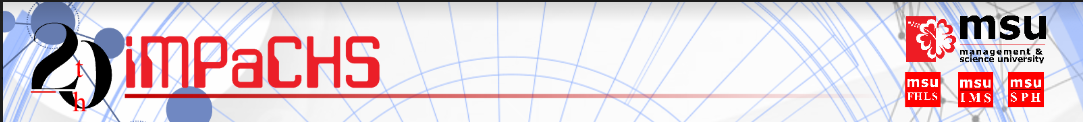 20th
iMPaCHS
msu
management &
science university
msu
FHLS
msu
IMS
msu
SPH